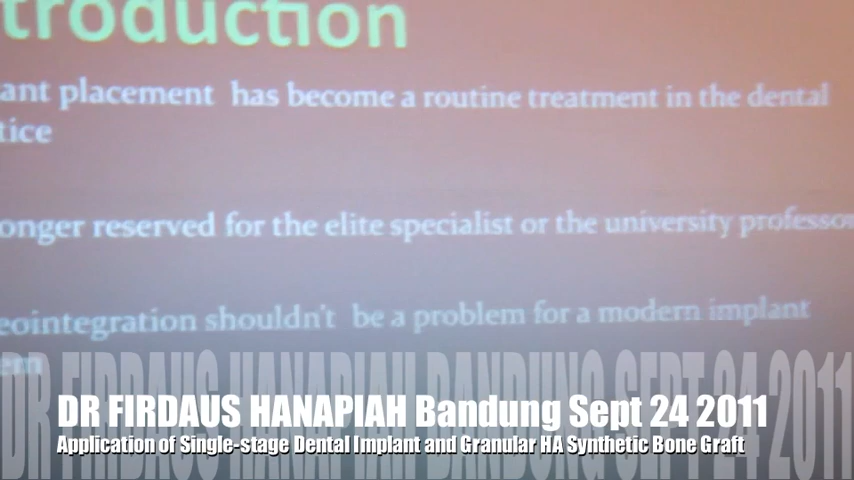 troduction
ant placement has become a routine treatment in the dental
tice
onger reserved for the elite specialist or the university professor
eointegration shouldn't be a problem for a modern implant
em
DR FIRDAUS HANAPIAH BANDUNG SEPT 24 2011
DR FIRDAUS HANAPIAH Bandung Sept 24 2011
Application of Single-stage Dental Implant and Granular HA Synthetic Bone Graft